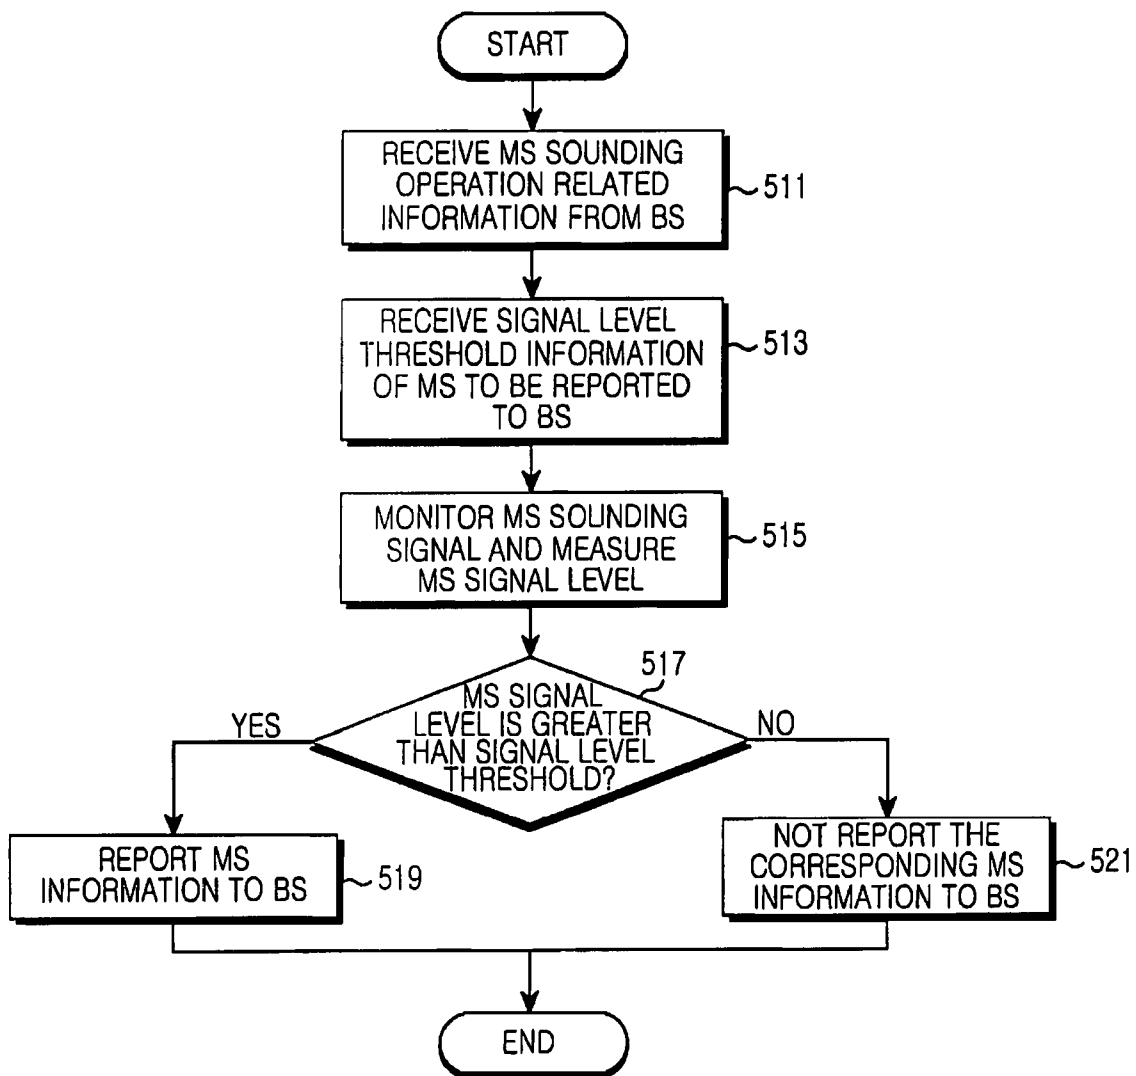 START
RECEIVE MS SOUNDING
OPERATION RELATED
INFORMATION FROM BS
511
RECEIVE SIGNAL LEVEL
THRESHOLD INFORMATION
OF MS TO BE REPORTED
TO BS
513
MONITOR MS SOUNDING
SIGNAL AND MEASURE
MS SIGNAL LEVEL
515
517
MS SIGNAL
LEVEL IS GREATER
THAN SIGNAL LEVEL
THRESHOLD?
YES
NO
REPORT MS
INFORMATION TO BS
519
NOT REPORT THE
CORRESPONDING MS
INFORMATION TO BS
521
END